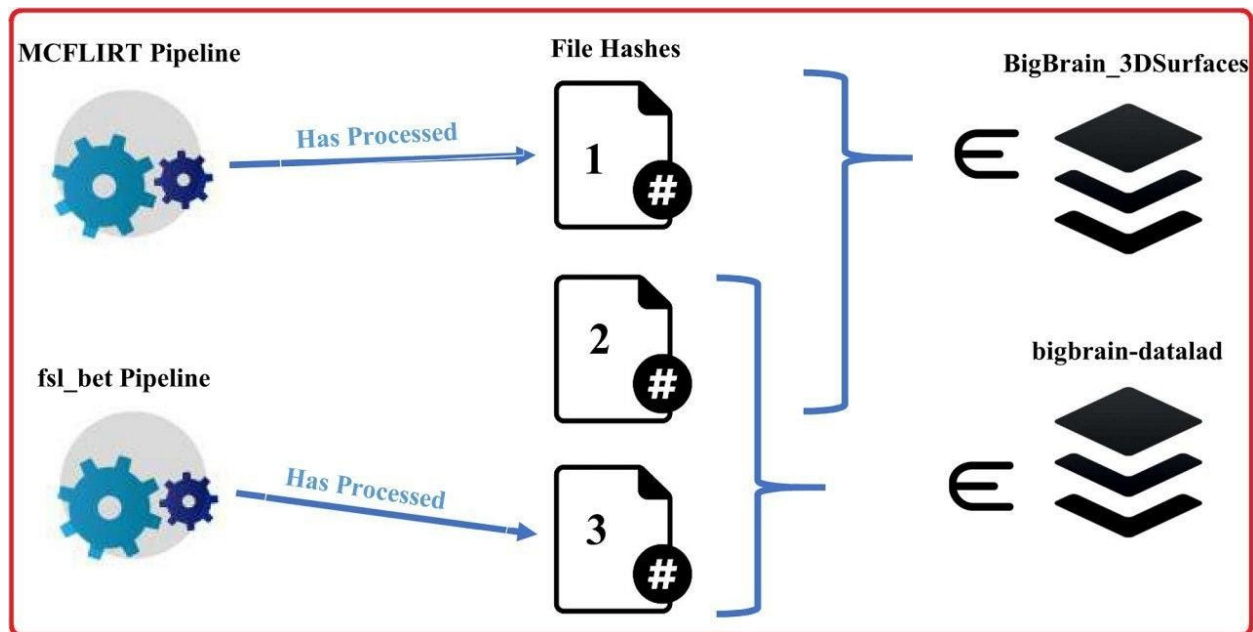 MCFLIRT Pipeline
File Hashes
BigBrain_3DSurfaces
Has Processed
1
#
∈
2
#
fsl_bet Pipeline
bigbrain-datalad
Has Processed
3
#
∈